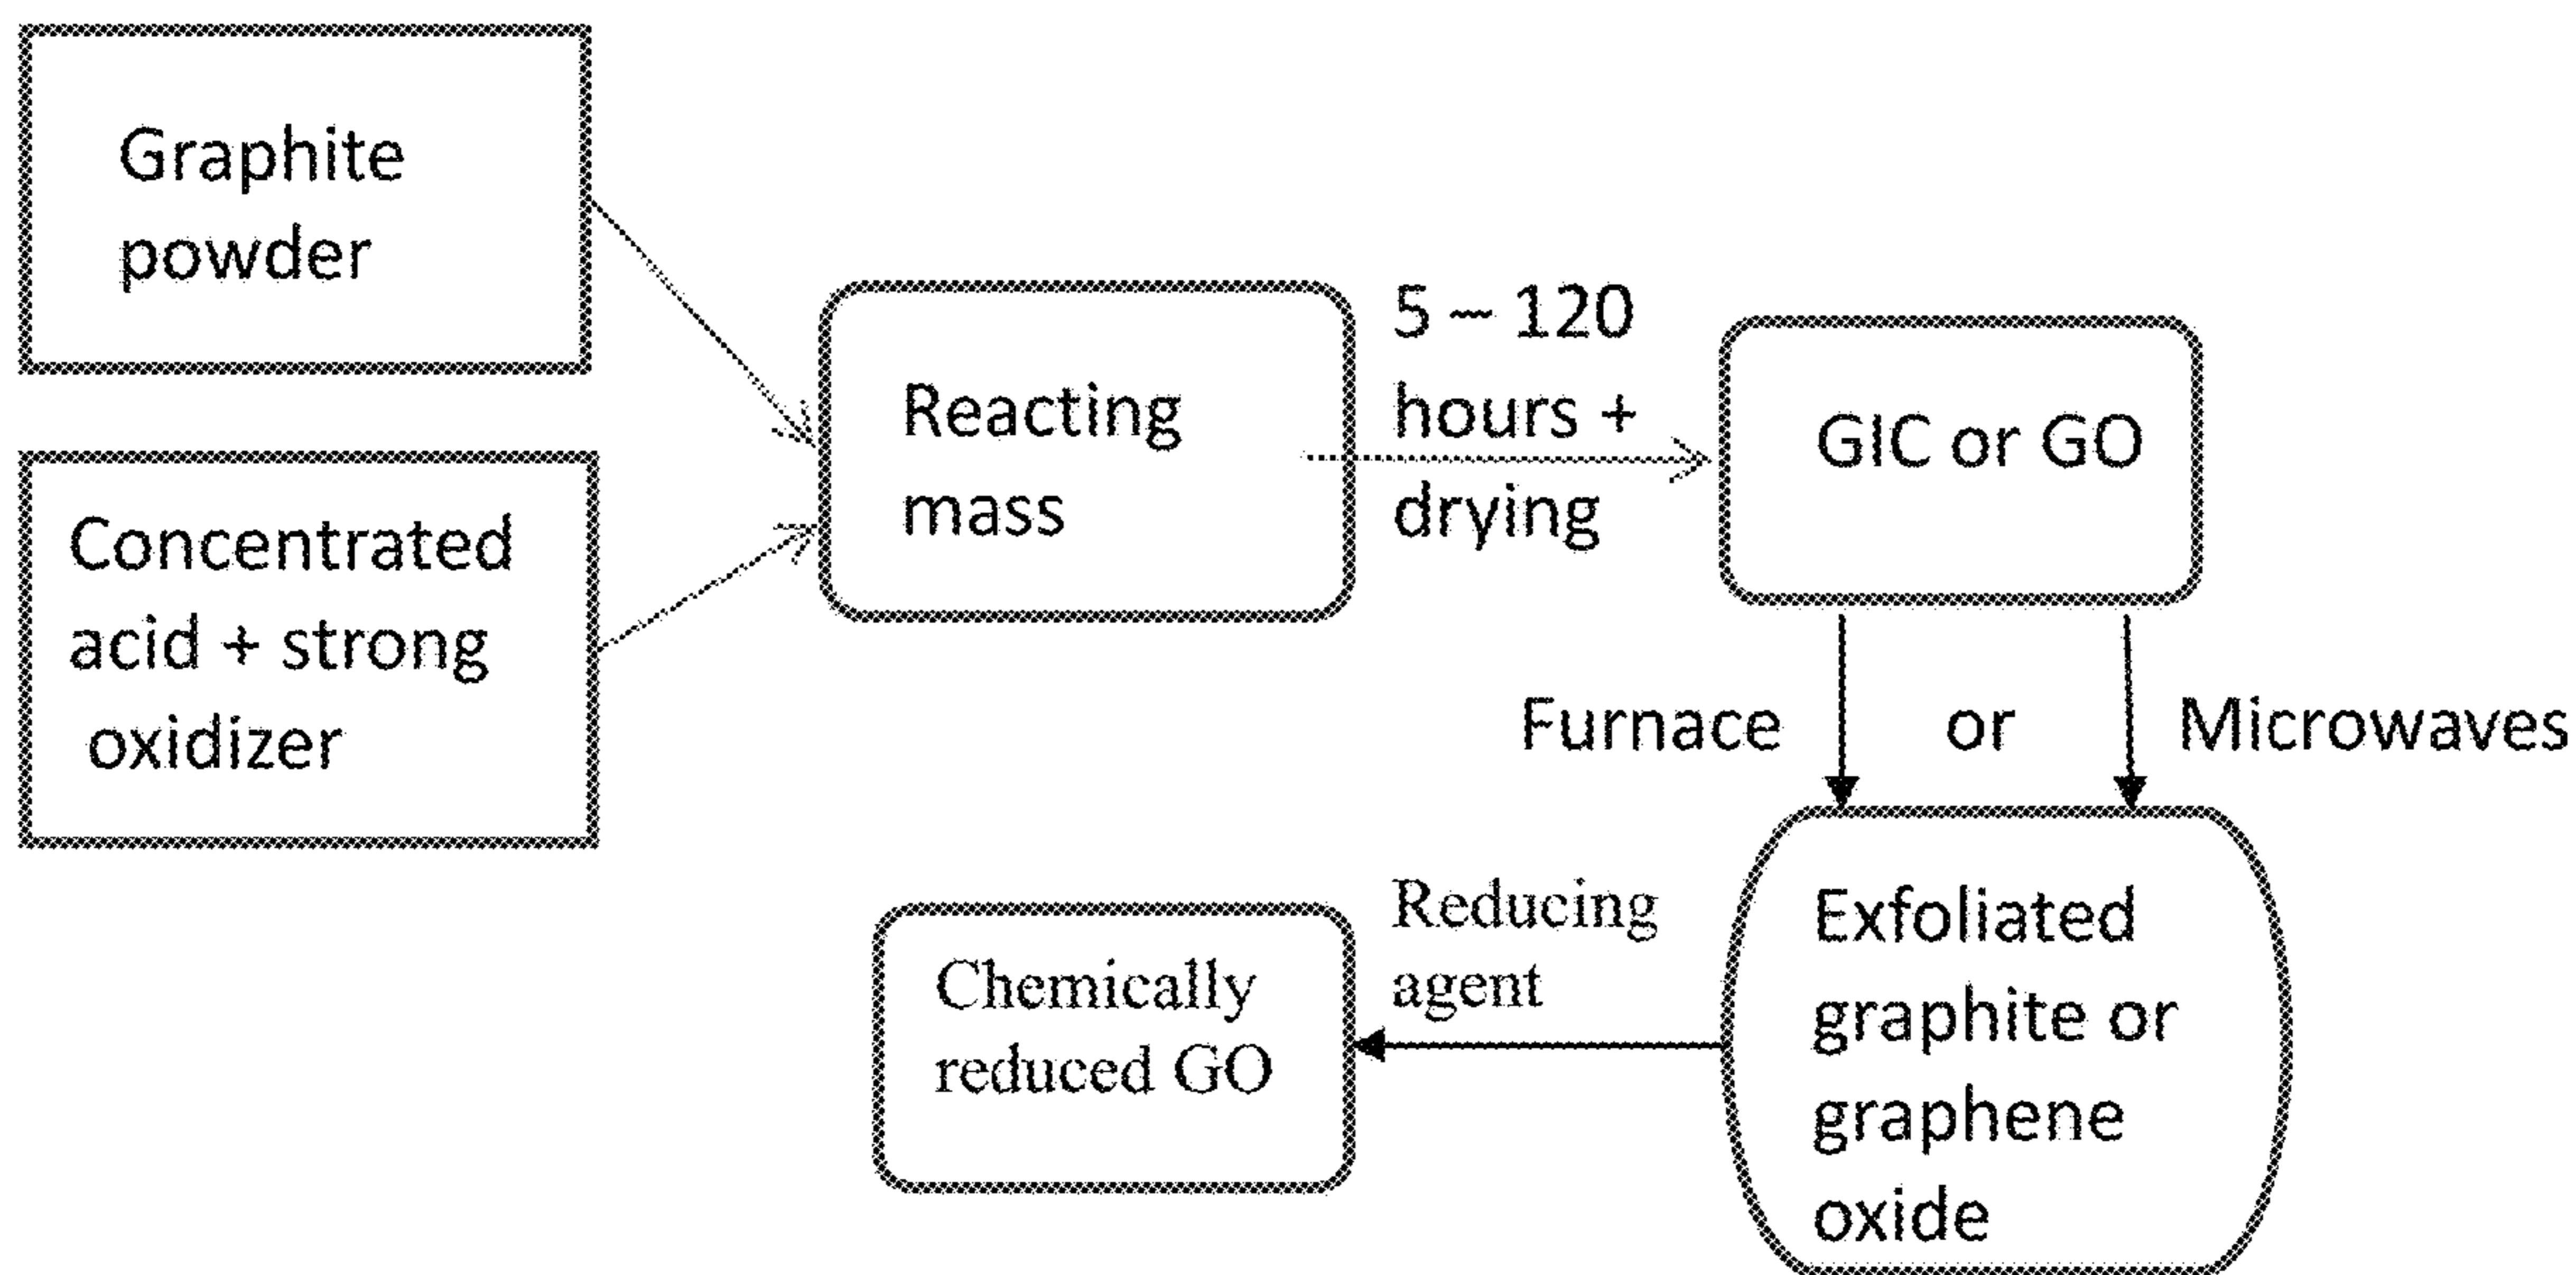 Graphite
powder
Concentrated
acid + strong
oxidizer
Reacting
mass
5 – 120
hours +
drying
GIC or GO
Furnace or Microwaves
Exfoliated
graphite or
graphene
oxide
Reducing
agent
Chemically
reduced GO